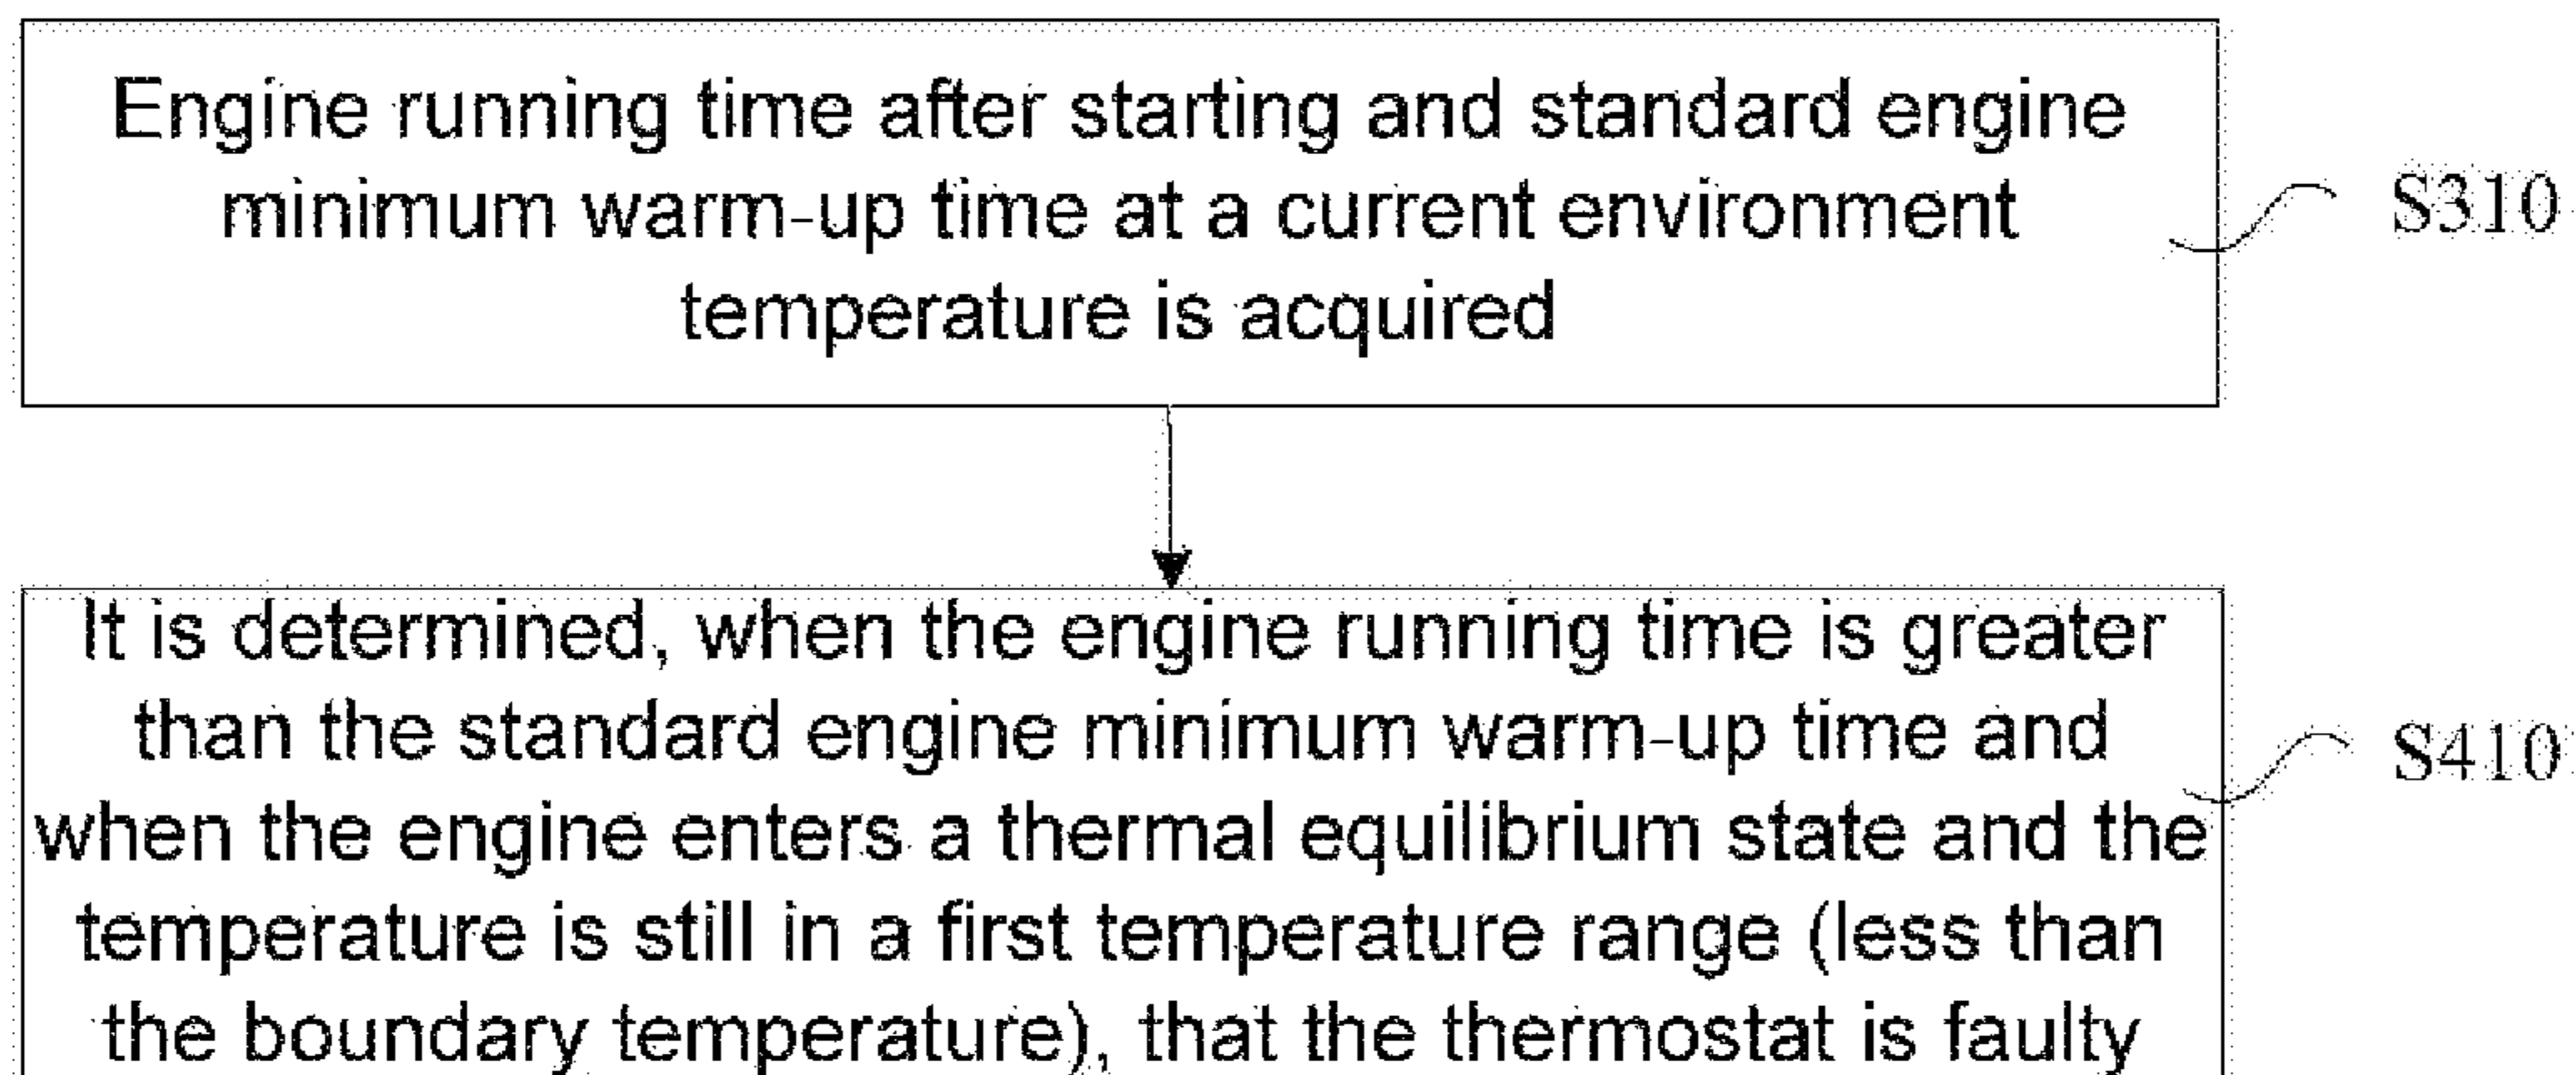 Engine running time after starting and standard engine
minimum warm-up time at a current environment
temperature is acquired
S310
It is determined, when the engine running time is greater
than the standard engine minimum warm-up time and
when the engine enters a thermal equilibrium state and the
temperature is still in a first temperature range (less than
the boundary temperature), that the thermostat is faulty
S410